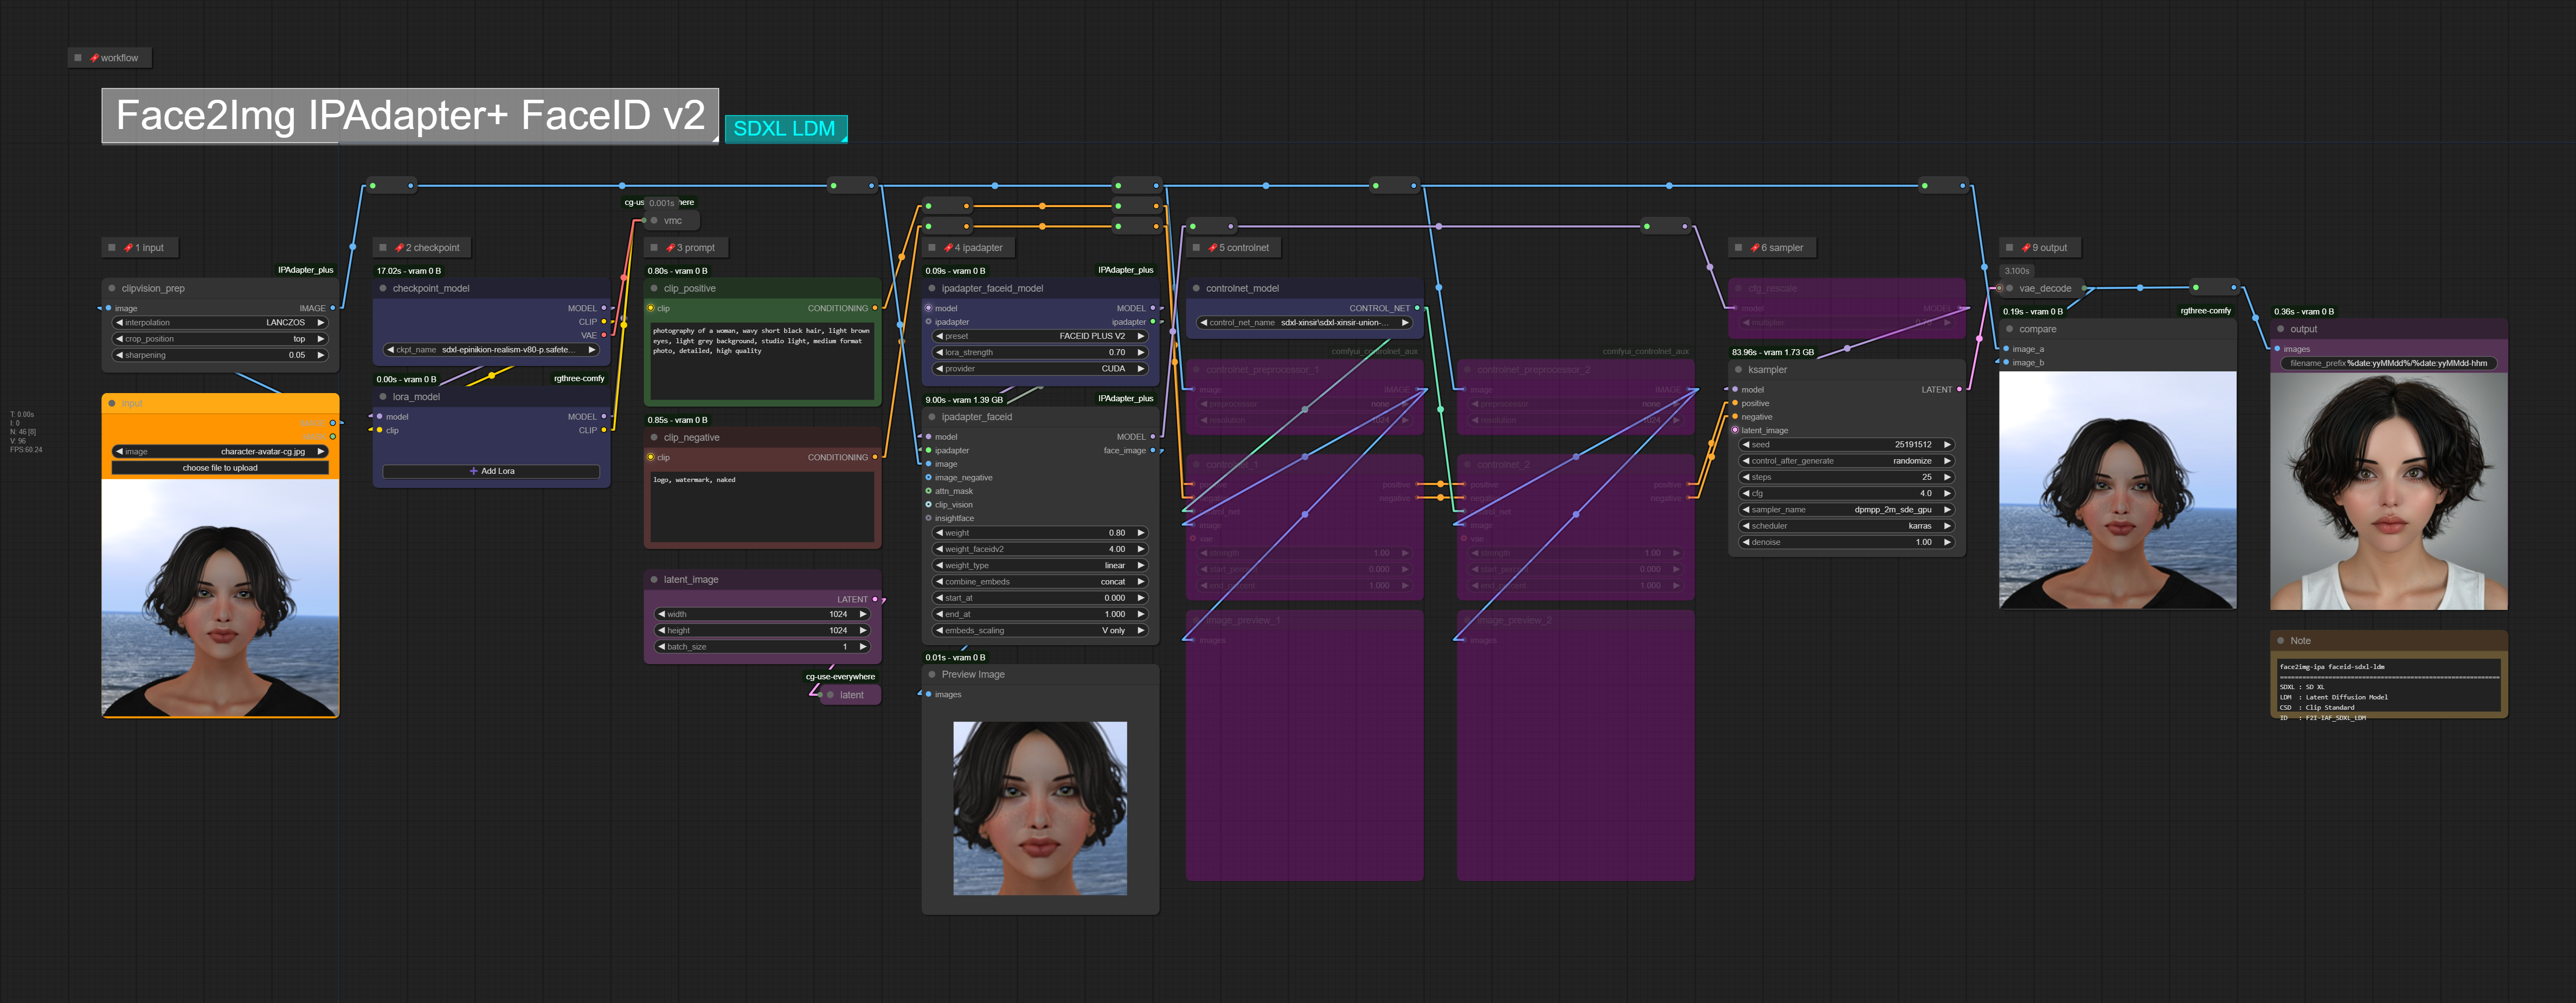 workflow
Face2Img IPAdapter+ FaceID v2
SDXL LDM
1 input
IPAdapter_plus
clipvision_prep
image IMAGE
interpolation LANCZOS
crop_position top
sharpening 0.05
input
image character-avatar-cg.jpg
choose file to upload
T: 0.00s
I: 0
N: 46 [8]
V: 96
FPS:60.24
2 checkpoint
17.02s - vram 0 B
checkpoint_model
MODEL
CLIP
VAE
ckpt_name sdxl-epinikion-realism-v80-p.safete...
0.00s - vram 0 B
rgthree-comfy
lora_model
model MODEL
clip CLIP
+ Add Lora
0.001s
vmc
3 prompt
0.80s - vram 0 B
clip_positive
clip CONDITIONING
photography of a woman, wavy short black hair, light brown
eyes, light grey background, studio light, medium format
photo, detailed, high quality
0.85s - vram 0 B
clip_negative
clip CONDITIONING
logo, watermark, naked
latent_image
LATENT
width 1024
height 1024
batch_size 1
cg-use-everywhere
latent
4 ipadapter
0.09s - vram 0 B
IPAdapter_plus
ipadapter_faceid_model
model MODEL
ipadapter ipadapter
preset FACEID PLUS V2
lora_strength 0.70
provider CUDA
9.00s - vram 1.39 GB
IPAdapter_plus
ipadapter_faceid
model MODEL
ipadapter face_image
image
image_negative
attn_mask
clip_vision
insightface
weight 0.80
weight_faceidv2 4.00
weight_type linear
combine_embeds concat
start_at 0.000
end_at 1.000
embeds_scaling V only
0.01s - vram 0 B
Preview Image
images
5 controlnet
controlnet_model
CONTROL_NET
control_net_name sdxl-xinsir\sdxl-xinsir-union-...
comfyui_controlnet_aux
controlnet_preprocessor_1
image IMAGE
preprocessor none
resolution 1024
controlnet_1
positive positive
negative negative
control_net
image
vae
strength 1.00
start_percent 0.000
end_percent 1.000
image_preview_1
images
comfyui_controlnet_aux
controlnet_preprocessor_2
image IMAGE
preprocessor none
resolution 1024
controlnet_2
positive positive
negative negative
control_net
image
vae
strength 1.00
start_percent 0.000
end_percent 1.000
image_preview_2
images
6 sampler
cfg_rescale
model MODEL
multiplier
83.96s - vram 1.73 GB
ksampler
model LATENT
positive
negative
latent_image
seed 25191512
control_after_generate randomize
steps 25
cfg 4.0
sampler_name dpmpp_2m_sde_gpu
scheduler karras
denoise 1.00
9 output
3.100s
vae_decode
0.19s - vram 0 B
rgthree-comfy
compare
image_a
image_b
0.36s - vram 0 B
output
images
filename_prefix %date:yyMMdd%/%date:yyMMdd-hhm
Note
face2img-ipa faceid-sdxl-ldm
SDXL : SD XL
LDM : Latent Diffusion Model
CSD : Clip Standard
ID : F2I-IAF_SDXL_LDM